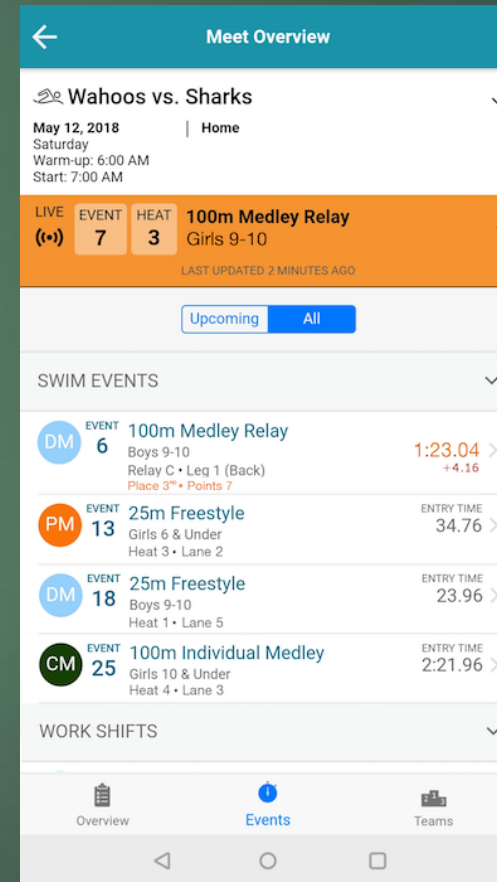 Meet Overview
Wahoos vs. Sharks
May 12, 2018 | Home
Saturday
Warm-up: 6:00 AM
Start: 7:00 AM
LIVE EVENT HEAT 100m Medley Relay
7 3 Girls 9-10
LAST UPDATED 2 MINUTES AGO
Upcoming All
SWIM EVENTS
DM EVENT 6 100m Medley Relay
Boys 9-10 1:23.04
Relay C • Leg 1 (Back) +4.16
Place 3rd • Points 7
PM EVENT 13 25m Freestyle ENTRY TIME
Girls 6 & Under 34.76
Heat 3 • Lane 2
DM EVENT 18 25m Freestyle ENTRY TIME
Boys 9-10 23.96
Heat 1 • Lane 5
CM EVENT 25 100m Individual Medley ENTRY TIME
Girls 10 & Under 2:21.96
Heat 4 • Lane 3
WORK SHIFTS
Overview Events Teams